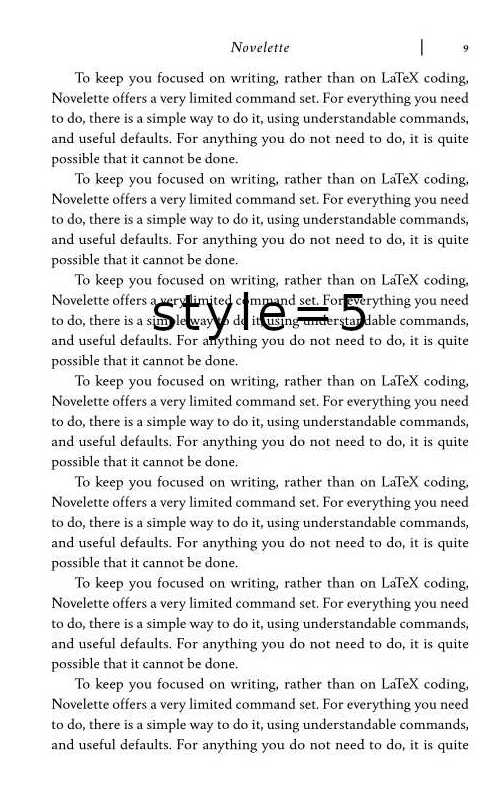 Novelette | 9
To keep you focused on writing, rather than on LaTeX coding,
Novelette offers a very limited command set. For everything you need
to do, there is a simple way to do it, using understandable commands,
and useful defaults. For anything you do not need to do, it is quite
possible that it cannot be done.
To keep you focused on writing, rather than on LaTeX coding,
Novelette offers a very limited command set. For everything you need
to do, there is a simple way to do it, using understandable commands,
and useful defaults. For anything you do not need to do, it is quite
possible that it cannot be done.
To keep you focused on writing, rather than on LaTeX coding,
Novelette offers a very limited command set. For everything you need
style=5
to do, there is a simple way to do it, using understandable commands,
and useful defaults. For anything you do not need to do, it is quite
possible that it cannot be done.
To keep you focused on writing, rather than on LaTeX coding,
Novelette offers a very limited command set. For everything you need
to do, there is a simple way to do it, using understandable commands,
and useful defaults. For anything you do not need to do, it is quite
possible that it cannot be done.
To keep you focused on writing, rather than on LaTeX coding,
Novelette offers a very limited command set. For everything you need
to do, there is a simple way to do it, using understandable commands,
and useful defaults. For anything you do not need to do, it is quite
possible that it cannot be done.
To keep you focused on writing, rather than on LaTeX coding,
Novelette offers a very limited command set. For everything you need
to do, there is a simple way to do it, using understandable commands,
and useful defaults. For anything you do not need to do, it is quite
possible that it cannot be done.
To keep you focused on writing, rather than on LaTeX coding,
Novelette offers a very limited command set. For everything you need
to do, there is a simple way to do it, using understandable commands,
and useful defaults. For anything you do not need to do, it is quite